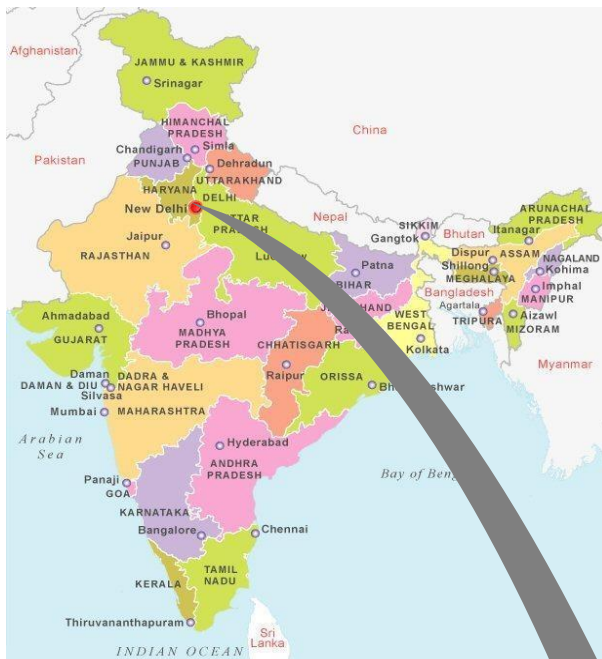 Afghanistan
JAMMU & KASHMIR
Srinagar
China
HIMANCHAL
PRADESH
Simla
Chandigarh
PUNJAB
Pakistan
Dehradun
UTTARAKHAND
HARYANA
DELHI
New Delhi
PRADESH
Nepal
SIKKIM
Gangtok
Bhutan
ARUNACHAL
PRADESH
Itanagar
Jaipur
RAJASTHAN
Patna
BIHAR
Dispur
ASSAM
Shillong
MEGHALAYA
NAGALAND
Kohima
Imphal
MANIPUR
Bangladesh
Agartala
TRIPURA
Aizawl
MIZORAM
Ahmadabad
GUJARAT
Bhopal
MADHYA
PRADESH
CHHATISGARH
Raipur
WEST
BENGAL
Kolkata
Myanmar
ORISSA
Daman
DAMAN & DIU
DADRA &
NAGAR HAVELI
Silvasa
Mumbai
MAHARASHTRA
Arabian
Sea
Hyderabad
ANDHRA
PRADESH
Bay of
Panaji
GOA
KARNATAKA
Bangalore
Chennai
KERALA
TAMIL
NADU
Thiruvananthapuram
Sri
Lanka
INDIAN OCEAN